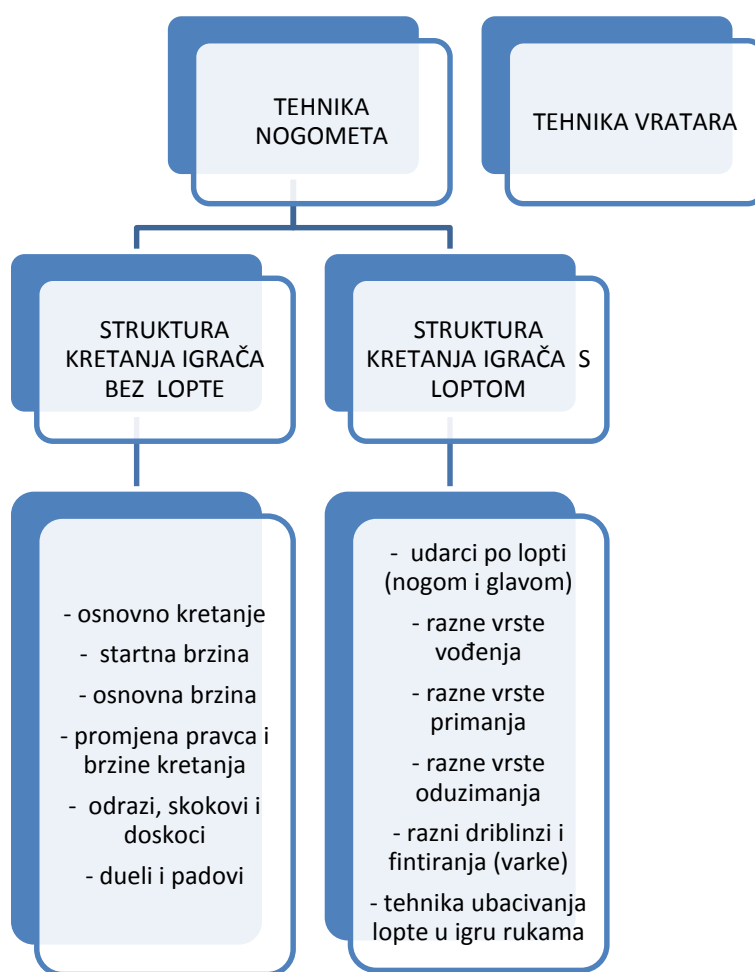 TEHNIKA
NOGOMETA
TEHNIKA VRATARA
STRUKTURA
KRETANJA IGRAČA
BEZ LOPTE
STRUKTURA
KRETANJA IGRAČA S
LOPTOM
- osnovno kretanje
- startna brzina
- osnovna brzina
- promjena pravca i
brzine kretanja
- odrazi, skokovi i
doskoci
- dueli i padovi
- udarci po lopti
(nogom i glavom)
- razne vrste
vođenja
- razne vrste
primanja
- razne vrste
oduzimanja
- razni driblinzi i
fintiranja (varke)
- tehnika ubacivanja
lopte u igru rukama